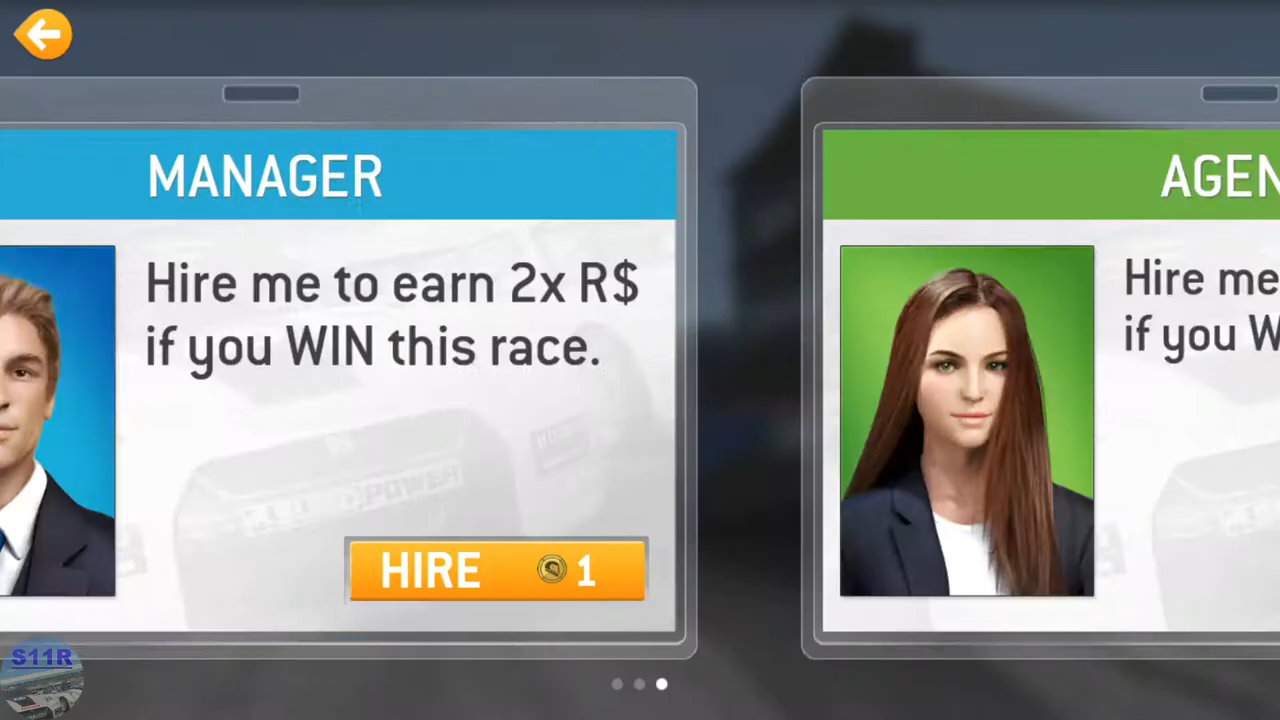 MANAGER
Hire me to earn 2x R$
if you WIN this race.
HIRE 1
AGEN
Hire me
if you W
POWER
S11R